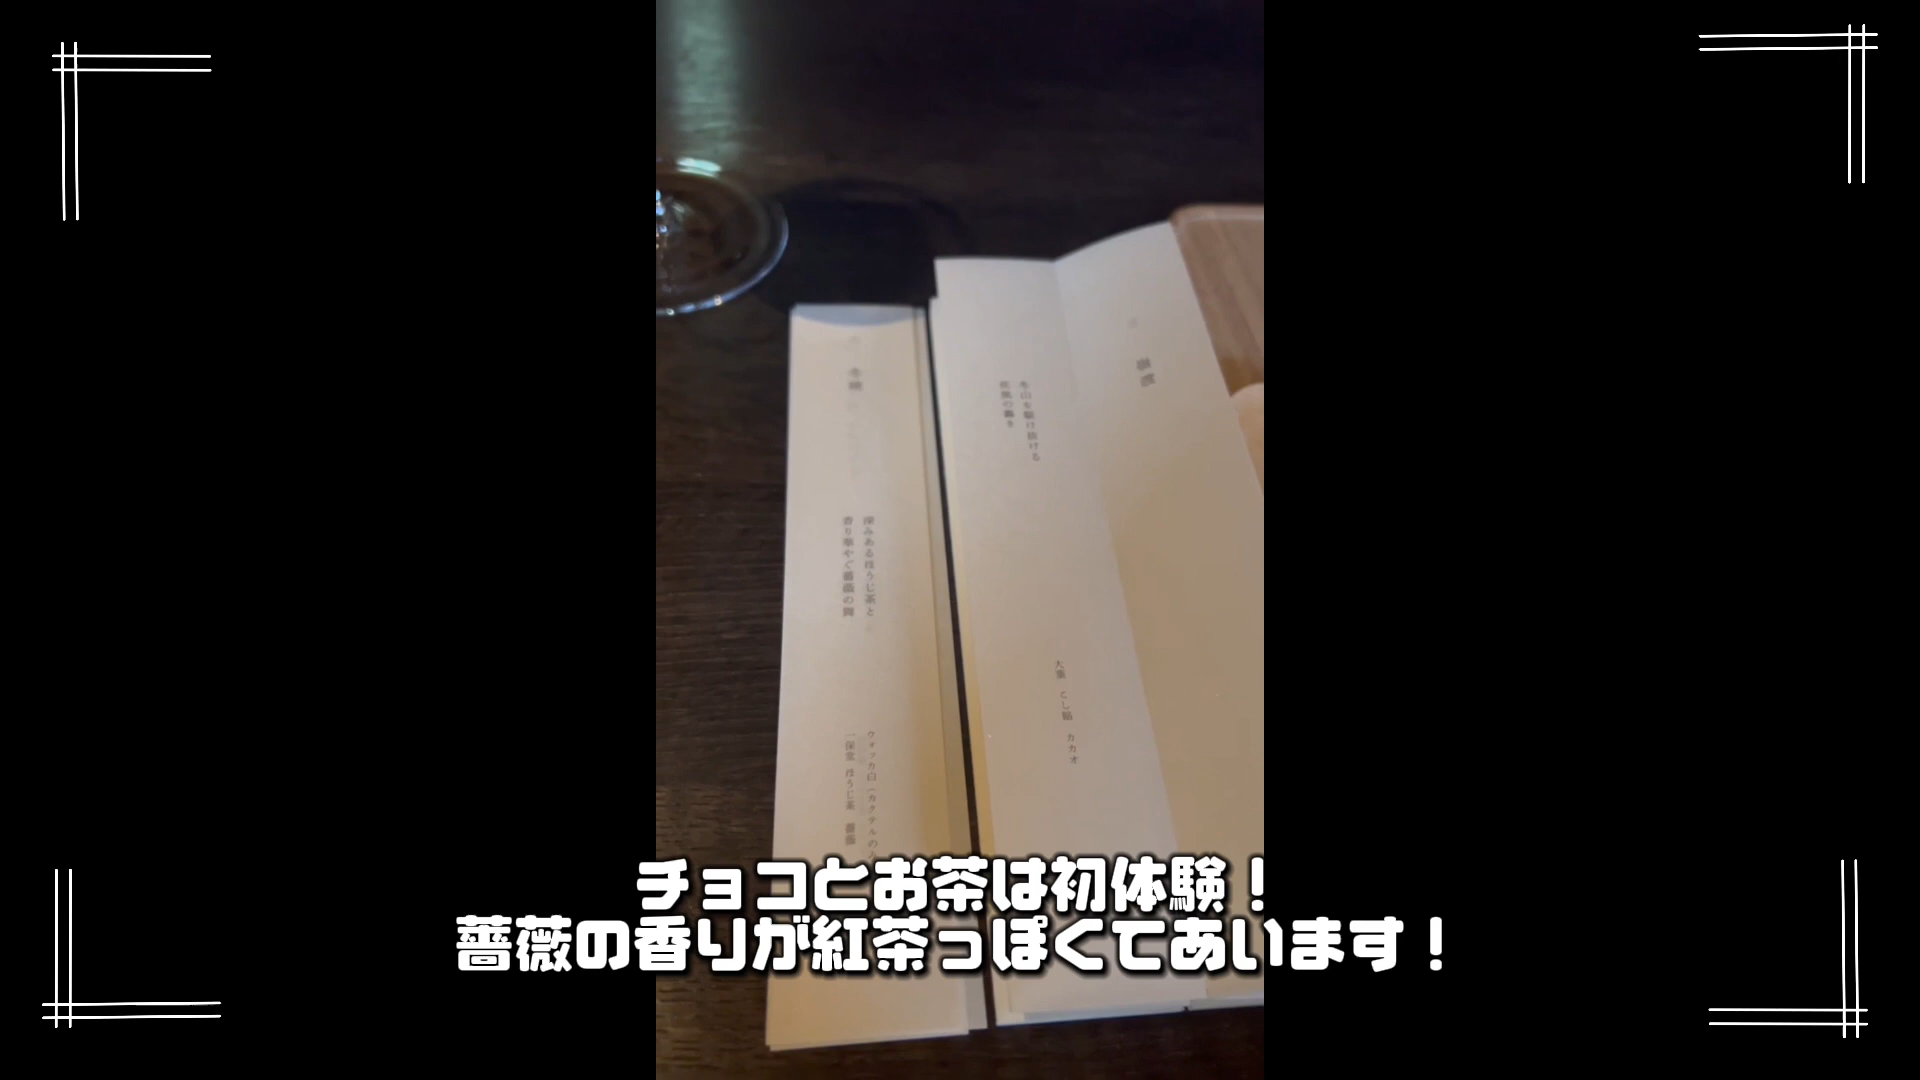 冬山を駆け抜ける
疾風の囁き
大葉 こし餡 カカオ
深みあるほうじ茶と
香り華やぐ薔薇の舞
ウォッカ白（カクテルのみ
一保堂 ほうじ茶 薔薇
チョコとお茶は初体験！
薔薇の香りが紅茶っぽくてあいます！